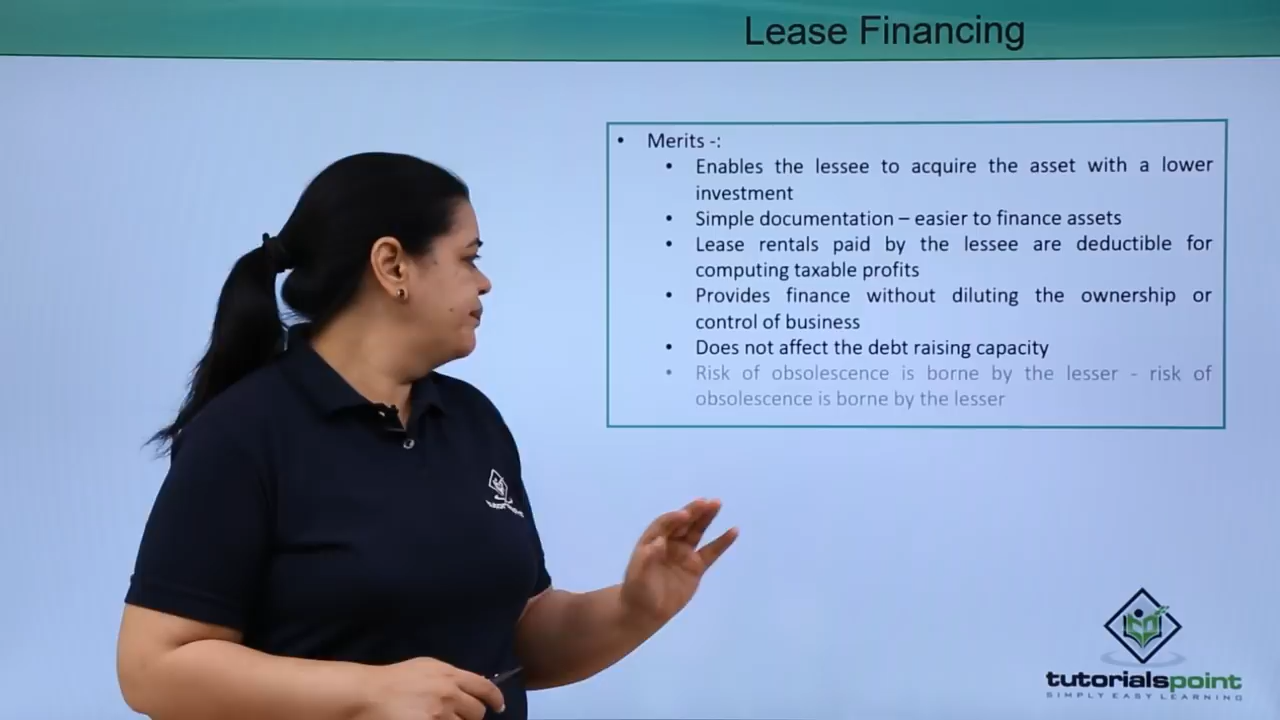 Lease Financing
• Merits -:
• Enables the lessee to acquire the asset with a lower
investment
• Simple documentation – easier to finance assets
• Lease rentals paid by the lessee are deductible for
computing taxable profits
• Provides finance without diluting the ownership or
control of business
• Does not affect the debt raising capacity
• Risk of obsolescence is borne by the lesser - risk of
obsolescence is borne by the lesser
tutorialspoint
SIMPLY EASY LEARNING